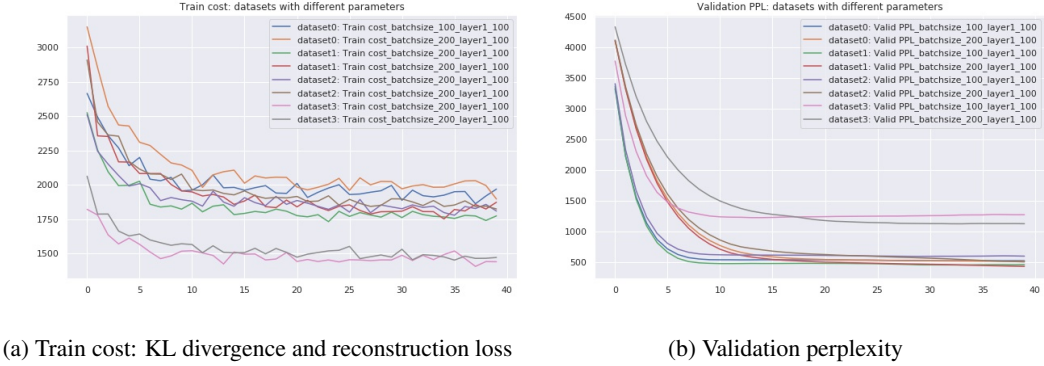 Train cost: datasets with different parameters
3000
2750
2500
2250
2000
1750
1500
0
5
10
15
20
25
30
35
40
dataset0: Train cost_batchsize_100_layer1_100
dataset0: Train cost_batchsize_200_layer1_100
dataset1: Train cost_batchsize_100_layer1_100
dataset1: Train cost_batchsize_200_layer1_100
dataset2: Train cost_batchsize_100_layer1_100
dataset2: Train cost_batchsize_200_layer1_100
dataset3: Train cost_batchsize_100_layer1_100
dataset3: Train cost_batchsize_200_layer1_100
Validation PPL: datasets with different parameters
4500
4000
3500
3000
2500
2000
1500
1000
500
0
5
10
15
20
25
30
35
40
dataset0: Valid PPL_batchsize_100_layer1_100
dataset0: Valid PPL_batchsize_200_layer1_100
dataset1: Valid PPL_batchsize_100_layer1_100
dataset1: Valid PPL_batchsize_200_layer1_100
dataset2: Valid PPL_batchsize_100_layer1_100
dataset2: Valid PPL_batchsize_200_layer1_100
dataset3: Valid PPL_batchsize_100_layer1_100
dataset3: Valid PPL_batchsize_200_layer1_100
(a) Train cost: KL divergence and reconstruction loss
(b) Validation perplexity